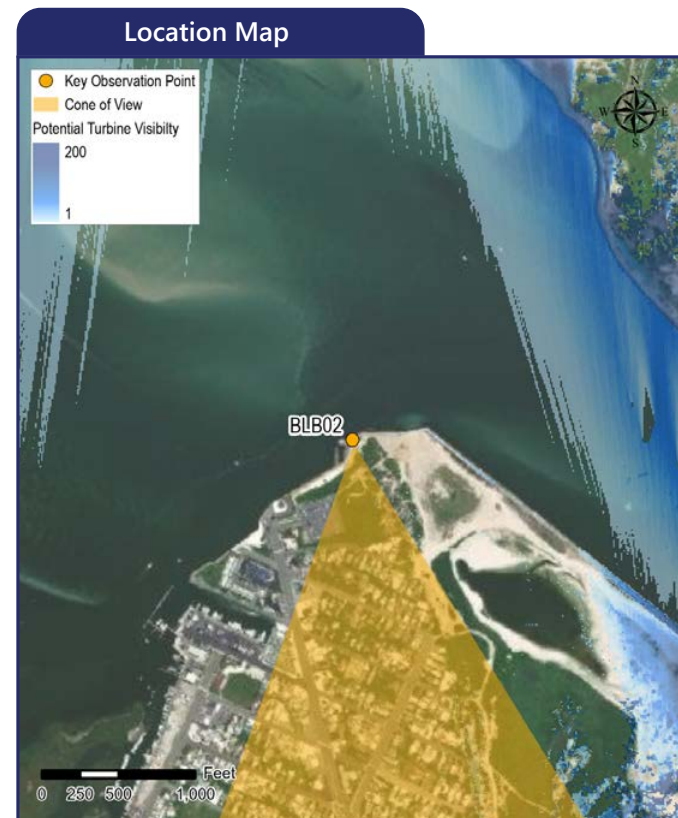 Location Map
Key Observation Point
Cone of View
Potential Turbine Visibilty
200
1
N
W E
S
BLB02
Feet
0 250 500 1,000